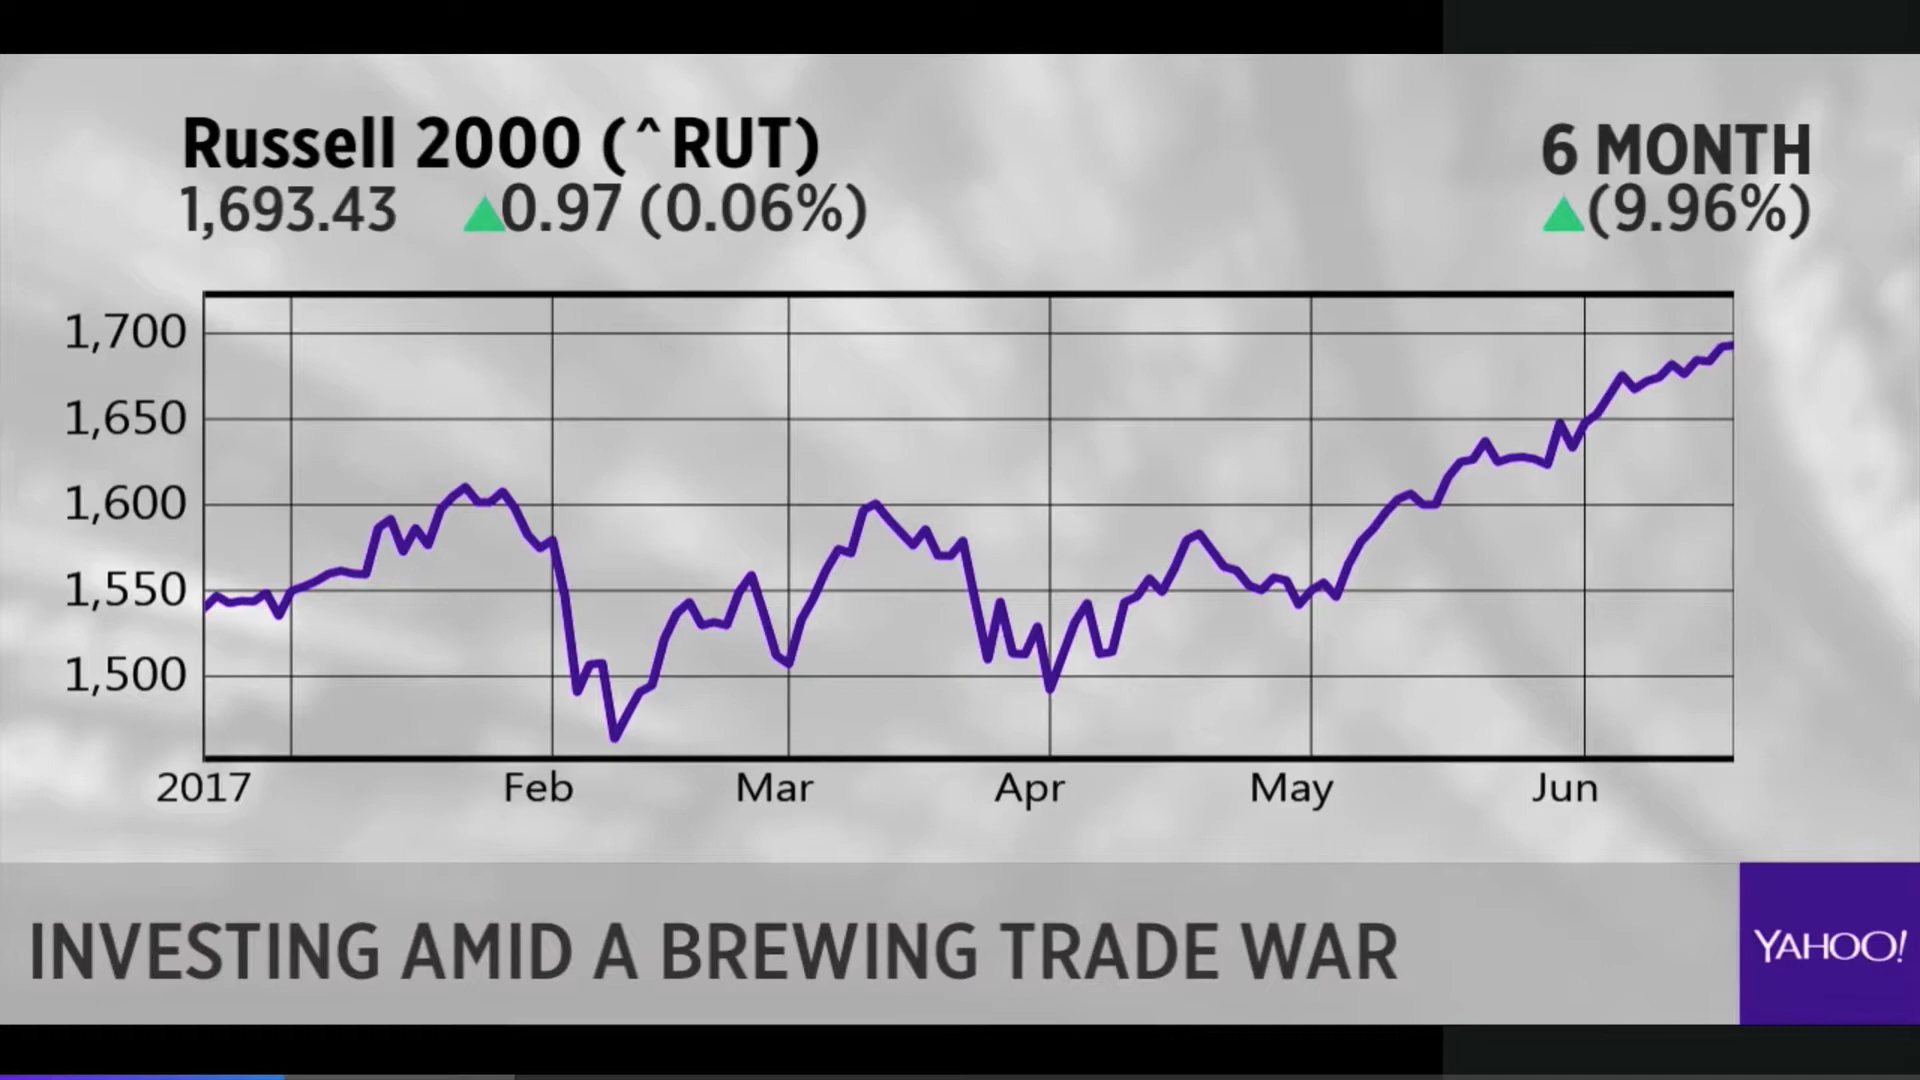 Russell 2000 (^RUT)
1,693.43 ▲0.97 (0.06%)
6 MONTH
▲(9.96%)
1,700
1,650
1,600
1,550
1,500
2017 Feb Mar Apr May Jun
INVESTING AMID A BREWING TRADE WAR
YAHOO!